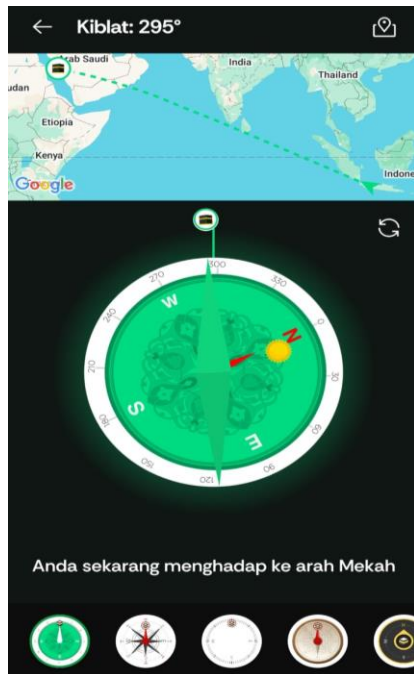 Kiblat: 295°
Arab Saudi
India
Thailand
udan
Etiopia
Kenya
Indone
Google
300
330
270
0
W
N
240
30
210
S
60
E
180
90
150
120
Anda sekarang menghadap ke arah Mekah